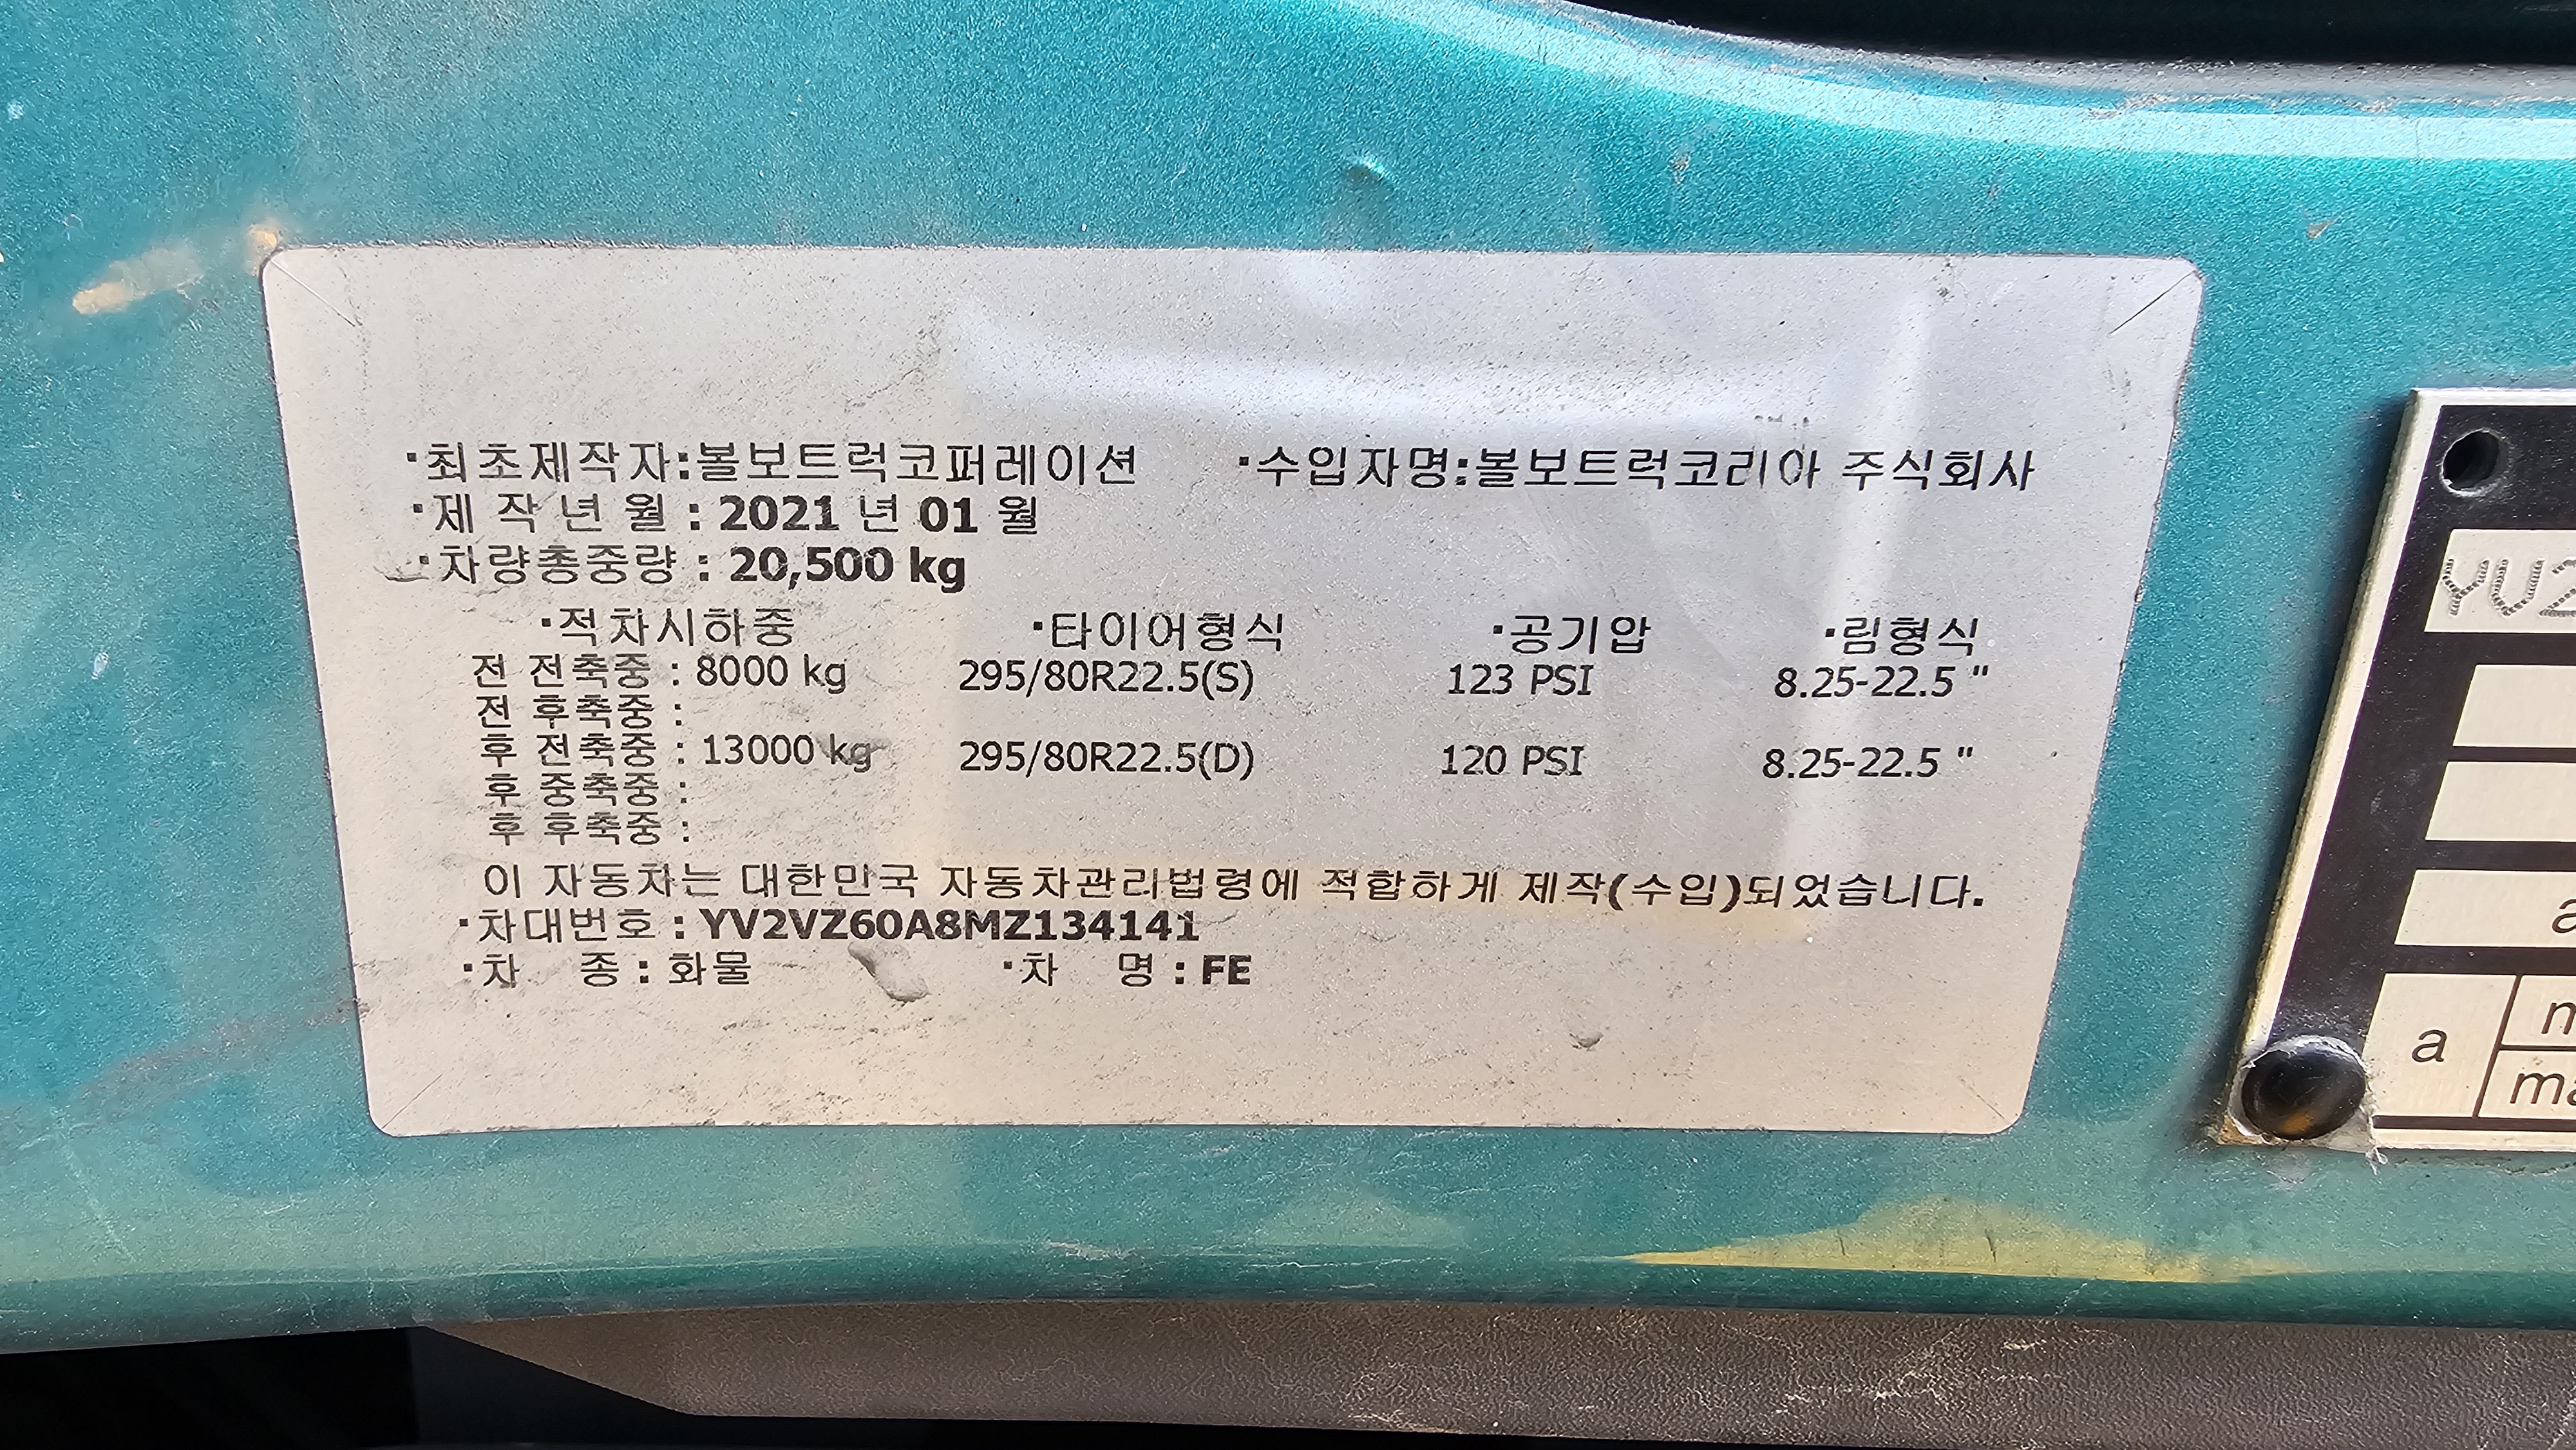 ·최초제작자:볼보트럭코퍼레이션 ·수입자명:볼보트럭코리아 주식회사
·제 작 년 월 : 2021 년 01 월
·차량총중량 : 20,500 kg
·적차시하중 ·타이어형식 ·공기압 ·림형식
전 전축중 : 8000 kg 295/80R22.5(S) 123 PSI 8.25-22.5 "
전 후축중 :
후 전축중 : 13000 kg 295/80R22.5(D) 120 PSI 8.25-22.5 "
후 중축중 :
후 후축중 :
이 자동차는 대한민국 자동차관리법령에 적합하게 제작(수입)되었습니다.
·차대번호 : YV2VZ60A8MZ134141
·차 종 : 화물 ·차 명 : FE
YV2
a
a